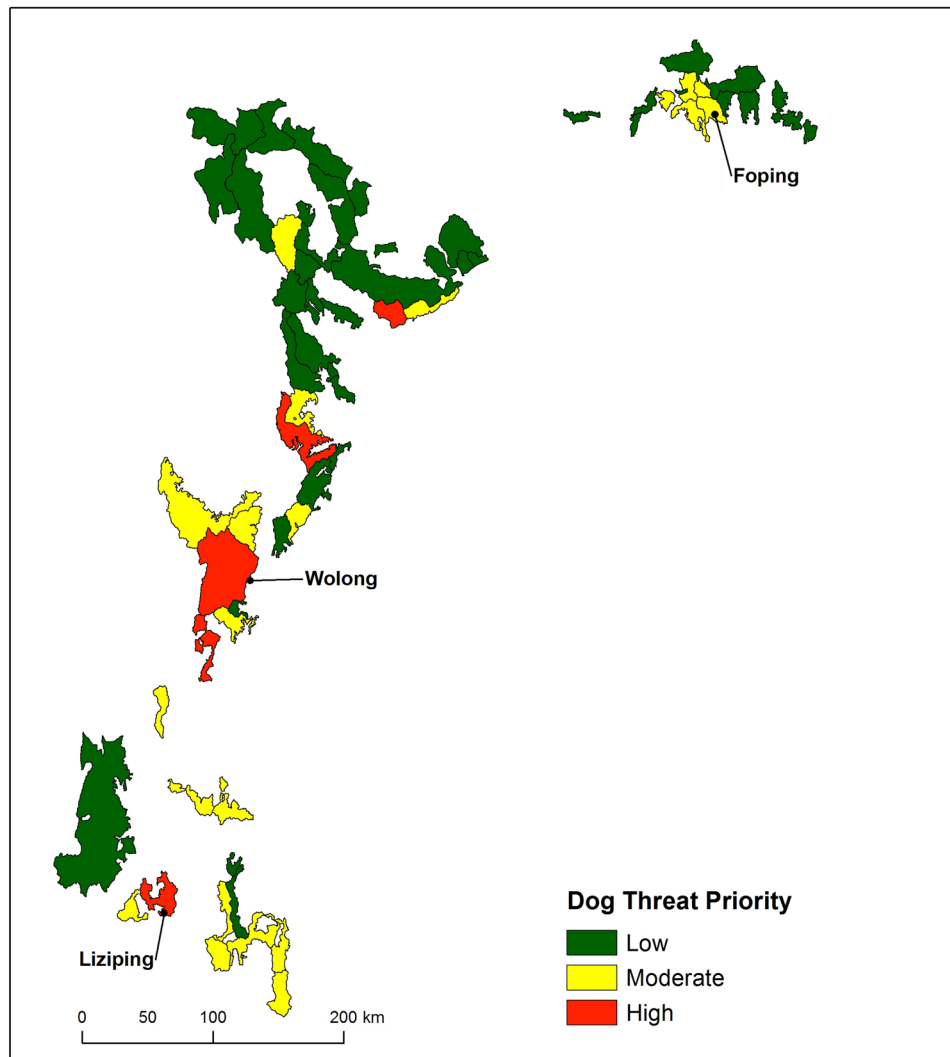 Foping
Wolong
Liziping
Dog Threat Priority
Low
Moderate
High
0 50 100 200 km